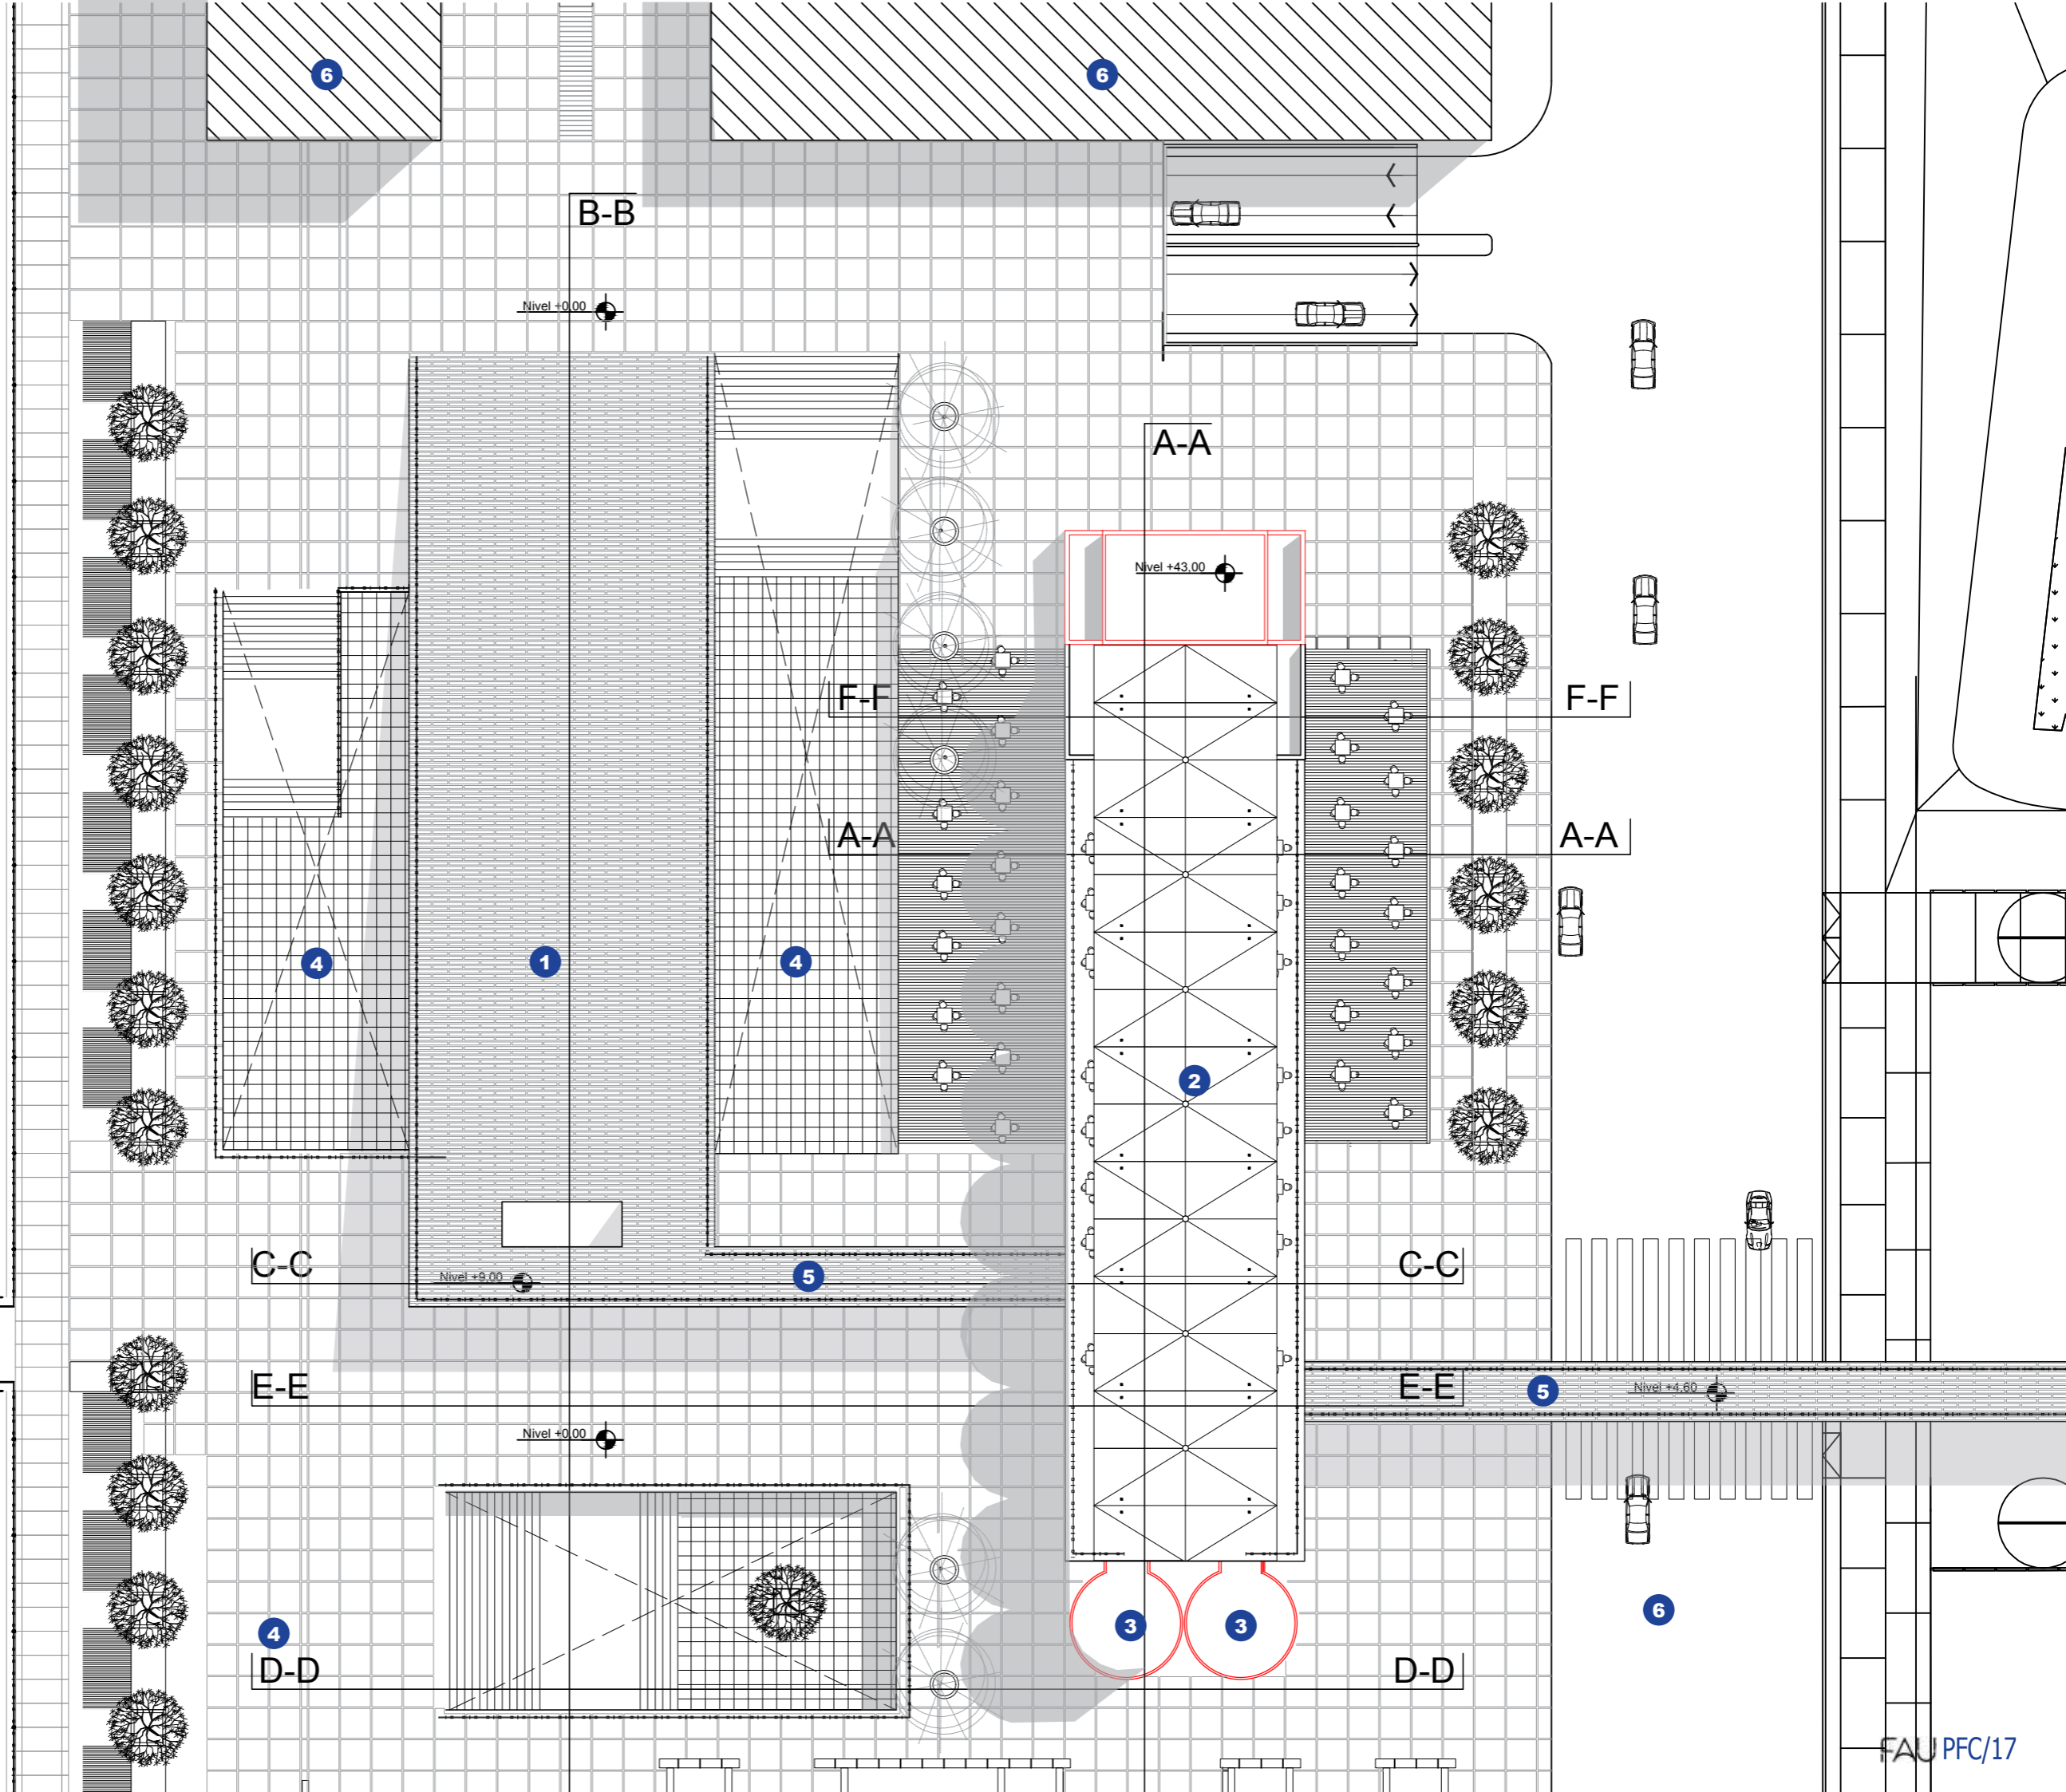 6
6
B-B
Nivel +0,00
A-A
Nivel +43,00
F-F
F-F
A-A
A-A
4
1
4
2
C-C
C-C
Nivel +9,00
5
E-E
E-E
5
Nivel +4,60
Nivel +0,00
6
4
3
3
D-D
D-D
FAU PFC/17